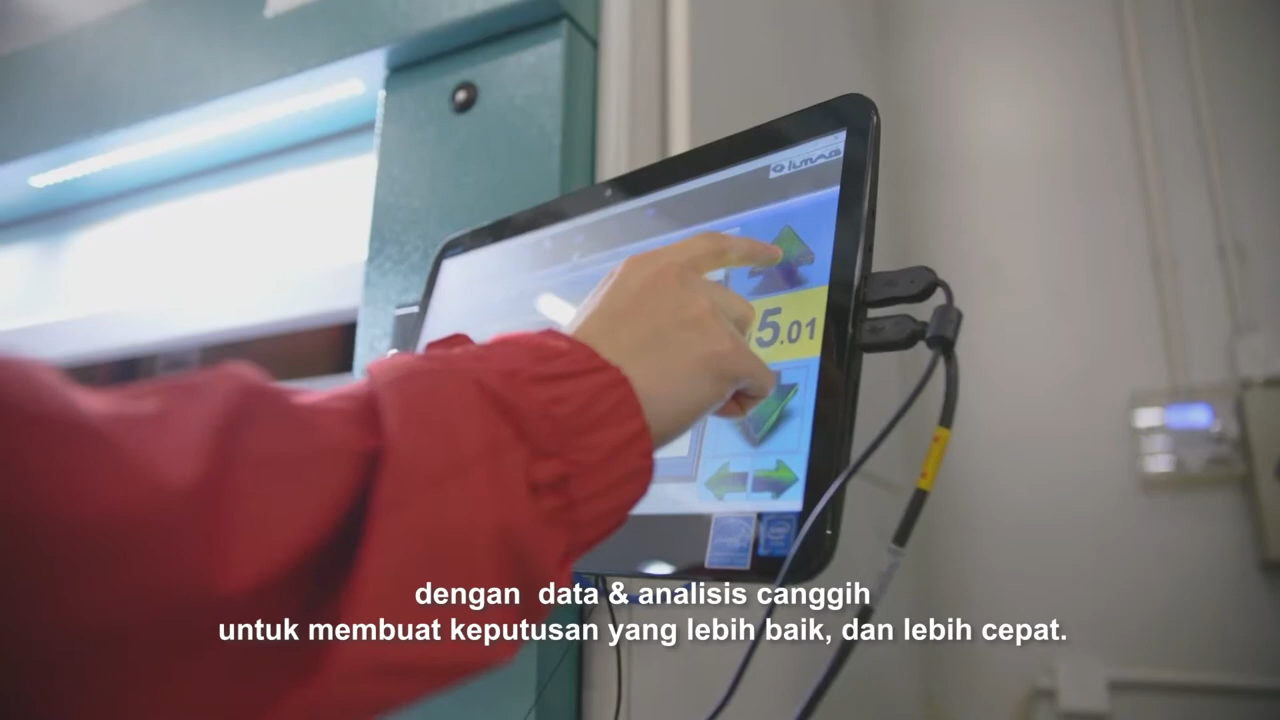 5.01
dengan  data & analisis canggih
untuk membuat keputusan yang lebih baik, dan lebih cepat.